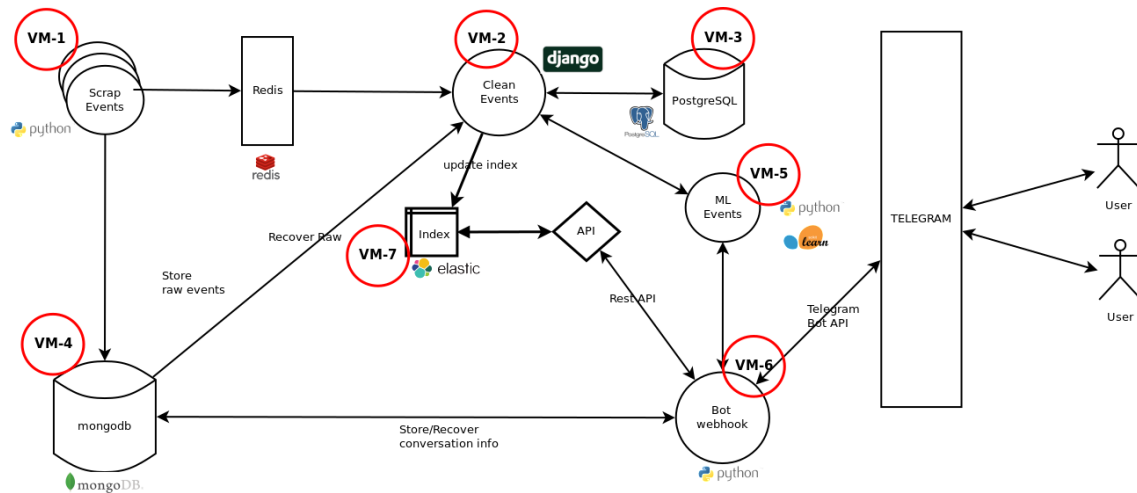 VM-1
Scrap
Events
python
Redis
redis
VM-2
Clean
Events
django
VM-3
PostgreSQL
PostgreSQL
update index
VM-5
ML
Events
python
learn
Index
VM-7
elastic
API
Recover Raw
Store
raw events
Rest API
Telegram
Bot API
TELEGRAM
User
User
VM-4
mongodb
mongoDB.
Store/Recover
conversation info
VM-6
Bot
webhook
python